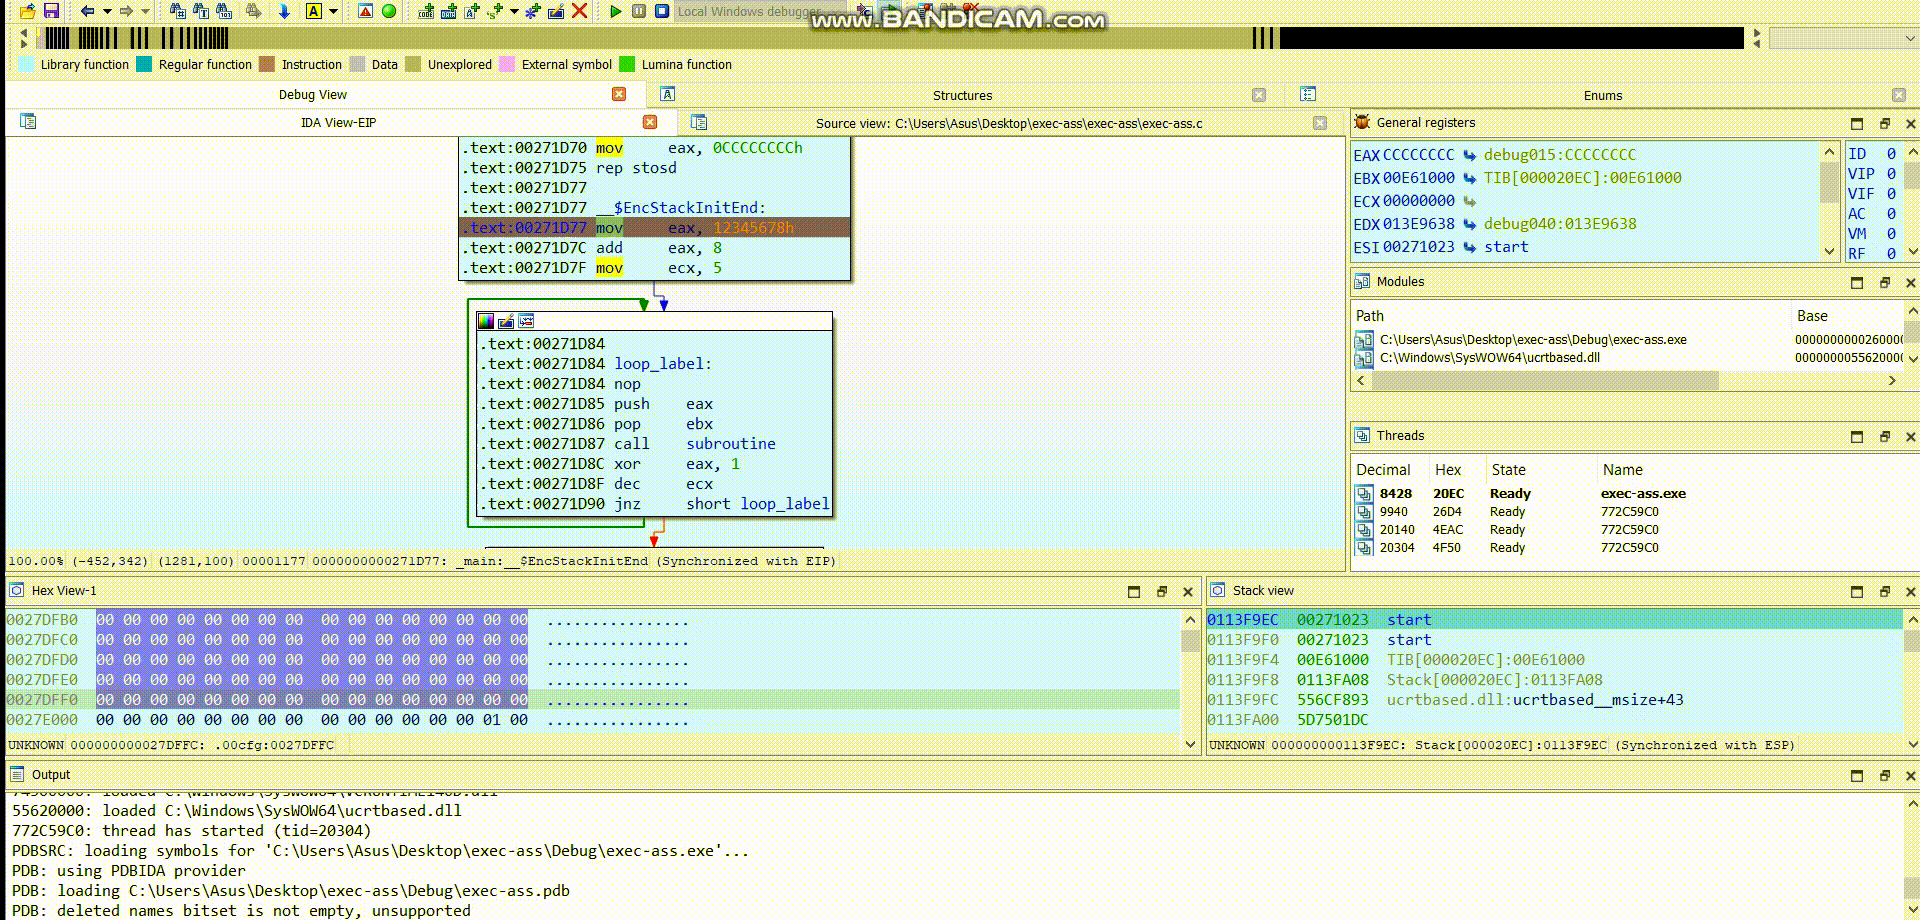 Local Windows debugger
www.BANDICAM.com
Library function Regular function Instruction Data Unexplored External symbol Lumina function
Debug View Structures Enums
IDA View-EIP Source view: C:\Users\Asus\Desktop\exec-ass\exec-ass\exec-ass.c
.text:00271D70 mov eax, 0CCCCCCCCh
.text:00271D75 rep stosd
.text:00271D77
.text:00271D77 __$EncStackInitEnd:
.text:00271D77 mov eax, 12345678h
.text:00271D7C add eax, 8
.text:00271D7F mov ecx, 5
.text:00271D84
.text:00271D84 loop_label:
.text:00271D84 nop
.text:00271D85 push eax
.text:00271D86 pop ebx
.text:00271D87 call subroutine
.text:00271D8C xor eax, 1
.text:00271D8F dec ecx
.text:00271D90 jnz short loop_label
100.00% (-452,342) (1281,100) 00001177 0000000000271D77: _main:__$EncStackInitEnd (Synchronized with EIP)
General registers
EAX CCCCCCCC debug015:CCCCCCCC
EBX 00E61000 TIB[000020EC]:00E61000
ECX 00000000
EDX 013E9638 debug040:013E9638
ESI 00271023 start
ID 0
VIP 0
VIF 0
AC 0
VM 0
RF 0
Modules
Path Base
C:\Users\Asus\Desktop\exec-ass\Debug\exec-ass.exe 000000000026000
C:\Windows\SysWOW64\ucrtbased.dll 000000005562000
Threads
Decimal Hex State Name
8428 20EC Ready exec-ass.exe
9940 26D4 Ready 772C59C0
20140 4EAC Ready 772C59C0
20304 4F50 Ready 772C59C0
Hex View-1
0027DFB0 00 00 00 00 00 00 00 00 00 00 00 00 00 00 00 00 ................
0027DFC0 00 00 00 00 00 00 00 00 00 00 00 00 00 00 00 00 ................
0027DFD0 00 00 00 00 00 00 00 00 00 00 00 00 00 00 00 00 ................
0027DFE0 00 00 00 00 00 00 00 00 00 00 00 00 00 00 00 00 ................
0027DFF0 00 00 00 00 00 00 00 00 00 00 00 00 00 00 00 00 ................
0027E000 00 00 00 00 00 00 00 00 00 00 00 00 00 00 01 00 ................
UNKNOWN 000000000027DFFC: .00cfg:0027DFFC
Stack view
0113F9EC 00271023 start
0113F9F0 00271023 start
0113F9F4 00E61000 TIB[000020EC]:00E61000
0113F9F8 0113FA08 Stack[000020EC]:0113FA08
0113F9FC 556CF893 ucrtbased.dll:ucrtbased__msize+43
0113FA00 5D7501DC
UNKNOWN 000000000113F9EC: Stack[000020EC]:0113F9EC (Synchronized with ESP)
Output
55620000: loaded C:\Windows\SysWOW64\ucrtbased.dll
772C59C0: thread has started (tid=20304)
PDBSRC: loading symbols for 'C:\Users\Asus\Desktop\exec-ass\Debug\exec-ass.exe'...
PDB: using PDBIDA provider
PDB: loading C:\Users\Asus\Desktop\exec-ass\Debug\exec-ass.pdb
PDB: deleted names bitset is not empty, unsupported